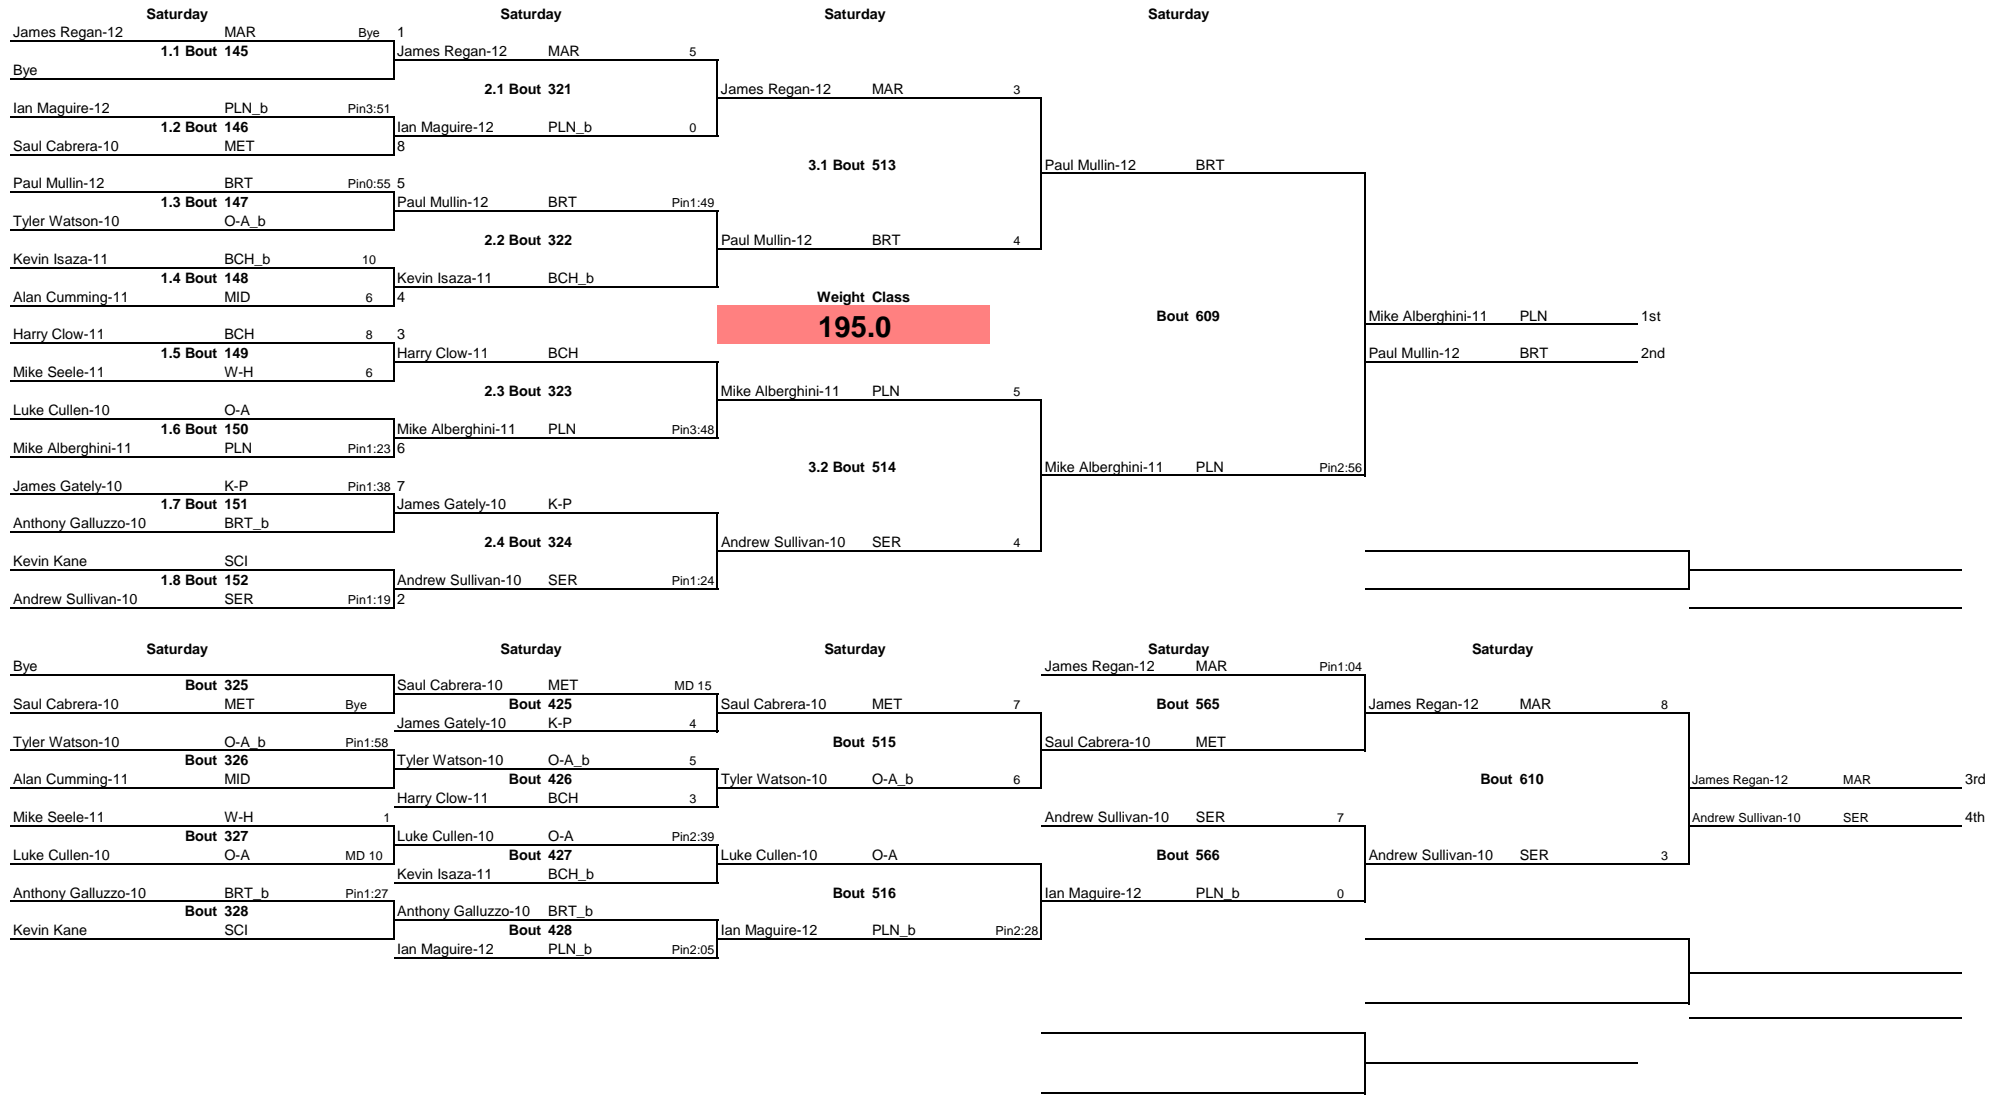 Saturday Saturday Saturday Saturday
James Regan-12 MAR Bye 1
1.1 Bout 145 James Regan-12 MAR 5
Bye
2.1 Bout 321 James Regan-12 MAR 3
Ian Maguire-12 PLN_b Pin3:51
1.2 Bout 146 Ian Maguire-12 PLN_b 0
Saul Cabrera-10 MET 8
3.1 Bout 513 Paul Mullin-12 BRT
Paul Mullin-12 BRT Pin0:55 5
1.3 Bout 147 Paul Mullin-12 BRT Pin1:49
Tyler Watson-10 O-A_b
2.2 Bout 322 Paul Mullin-12 BRT 4
Kevin Isaza-11 BCH_b 10
1.4 Bout 148 Kevin Isaza-11 BCH_b
Alan Cumming-11 MID 6 4 Weight Class
195.0 Bout 609 Mike Alberghini-11 PLN 1st
Harry Clow-11 BCH 8 3
1.5 Bout 149 Harry Clow-11 BCH Paul Mullin-12 BRT 2nd
Mike Seele-11 W-H 6
2.3 Bout 323 Mike Alberghini-11 PLN 5
Luke Cullen-10 O-A
1.6 Bout 150 Mike Alberghini-11 PLN Pin3:48
Mike Alberghini-11 PLN Pin1:23 6
3.2 Bout 514 Mike Alberghini-11 PLN Pin2:56
James Gately-10 K-P Pin1:38 7
1.7 Bout 151 James Gately-10 K-P
Anthony Galluzzo-10 BRT_b
2.4 Bout 324 Andrew Sullivan-10 SER 4
Kevin Kane SCI
1.8 Bout 152 Andrew Sullivan-10 SER Pin1:24
Andrew Sullivan-10 SER Pin1:19 2
Saturday Saturday Saturday Saturday Saturday
Bye James Regan-12 MAR Pin1:04
Bout 325 Saul Cabrera-10 MET MD 15
Saul Cabrera-10 MET Bye Bout 425 Saul Cabrera-10 MET 7 Bout 565 James Regan-12 MAR 8
James Gately-10 K-P 4
Tyler Watson-10 O-A_b Pin1:58 Bout 515 Saul Cabrera-10 MET
Bout 326 Tyler Watson-10 O-A_b 5
Alan Cumming-11 MID Bout 426 Tyler Watson-10 O-A_b 6 Bout 610 James Regan-12 MAR 3rd
Harry Clow-11 BCH 3
Mike Seele-11 W-H 1 Andrew Sullivan-10 SER 7 Andrew Sullivan-10 SER 4th
Bout 327 Luke Cullen-10 O-A Pin2:39
Luke Cullen-10 O-A MD 10 Bout 427 Luke Cullen-10 O-A Bout 566 Andrew Sullivan-10 SER 3
Kevin Isaza-11 BCH_b
Anthony Galluzzo-10 BRT_b Pin1:27 Bout 516 Ian Maguire-12 PLN_b 0
Bout 328 Anthony Galluzzo-10 BRT_b
Kevin Kane SCI Bout 428 Ian Maguire-12 PLN_b Pin2:28
Ian Maguire-12 PLN_b Pin2:05